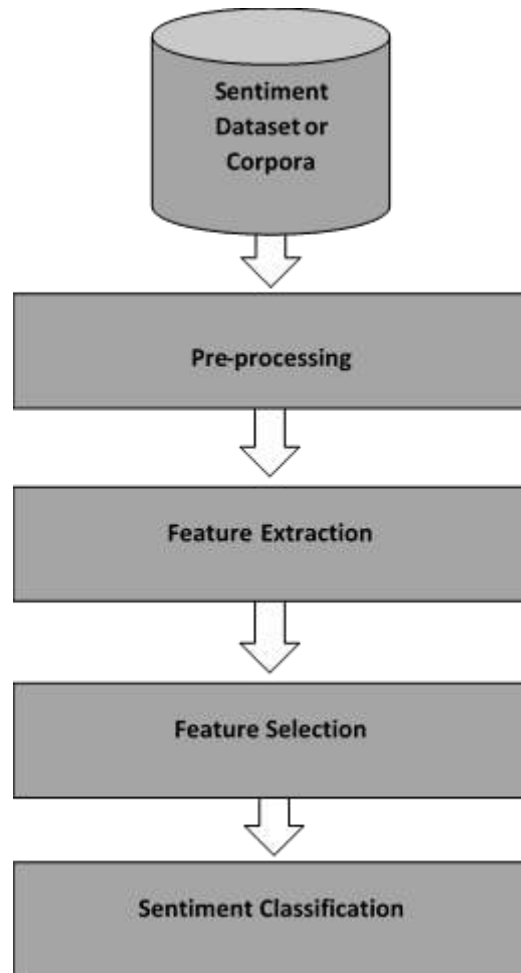 Sentiment
Dataset or
Corpora
Pre-processing
Feature Extraction
Feature Selection
Sentiment Classification